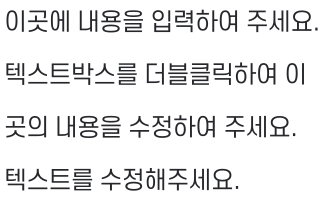 이곳에 내용을 입력하여 주세요.
텍스트박스를 더블클릭하여 이
곳의 내용을 수정하여 주세요.
텍스트를 수정해주세요.